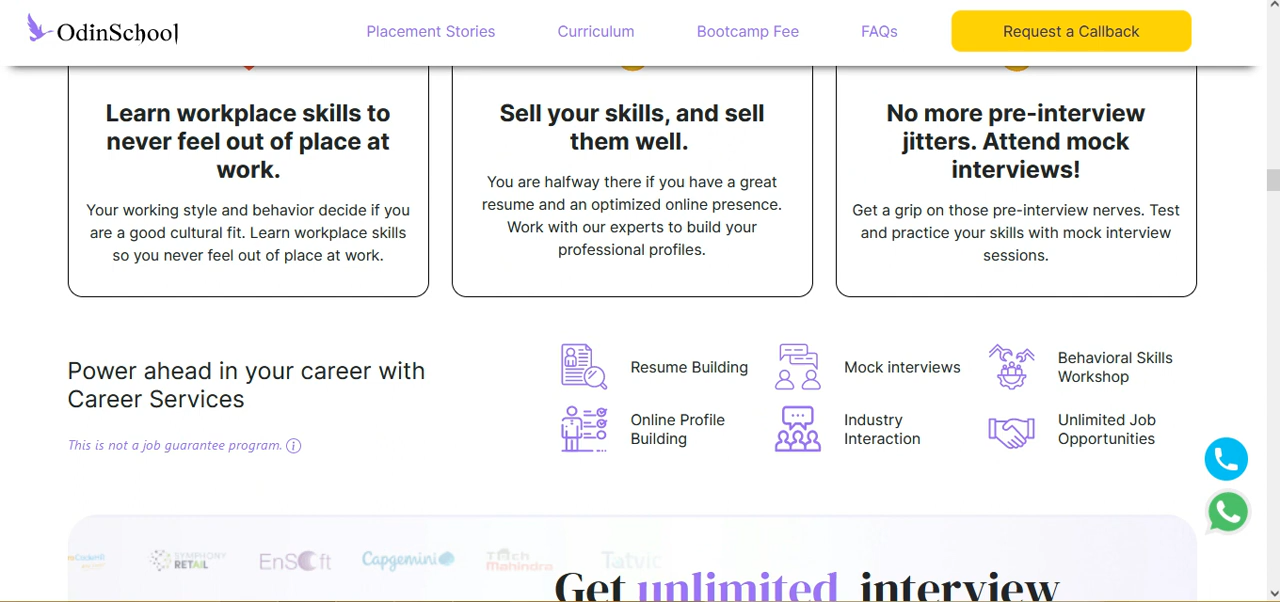 OdinSchool
Placement Stories
Curriculum
Bootcamp Fee
FAQs
Request a Callback
Learn workplace skills to
never feel out of place at
work.
Your working style and behavior decide if you
are a good cultural fit. Learn workplace skills
so you never feel out of place at work.
Sell your skills, and sell
them well.
You are halfway there if you have a great
resume and an optimized online presence.
Work with our experts to build your
professional profiles.
No more pre-interview
jitters. Attend mock
interviews!
Get a grip on those pre-interview nerves. Test
and practice your skills with mock interview
sessions.
Power ahead in your career with
Career Services
This is not a job guarantee program.
Resume Building
Mock interviews
Behavioral Skills
Workshop
Online Profile
Building
Industry
Interaction
Unlimited Job
Opportunities
SYMPHONY
RETAIL
EnSoft
Capgemini
Tech
Mahindra
Tatvic
Get unlimited interview